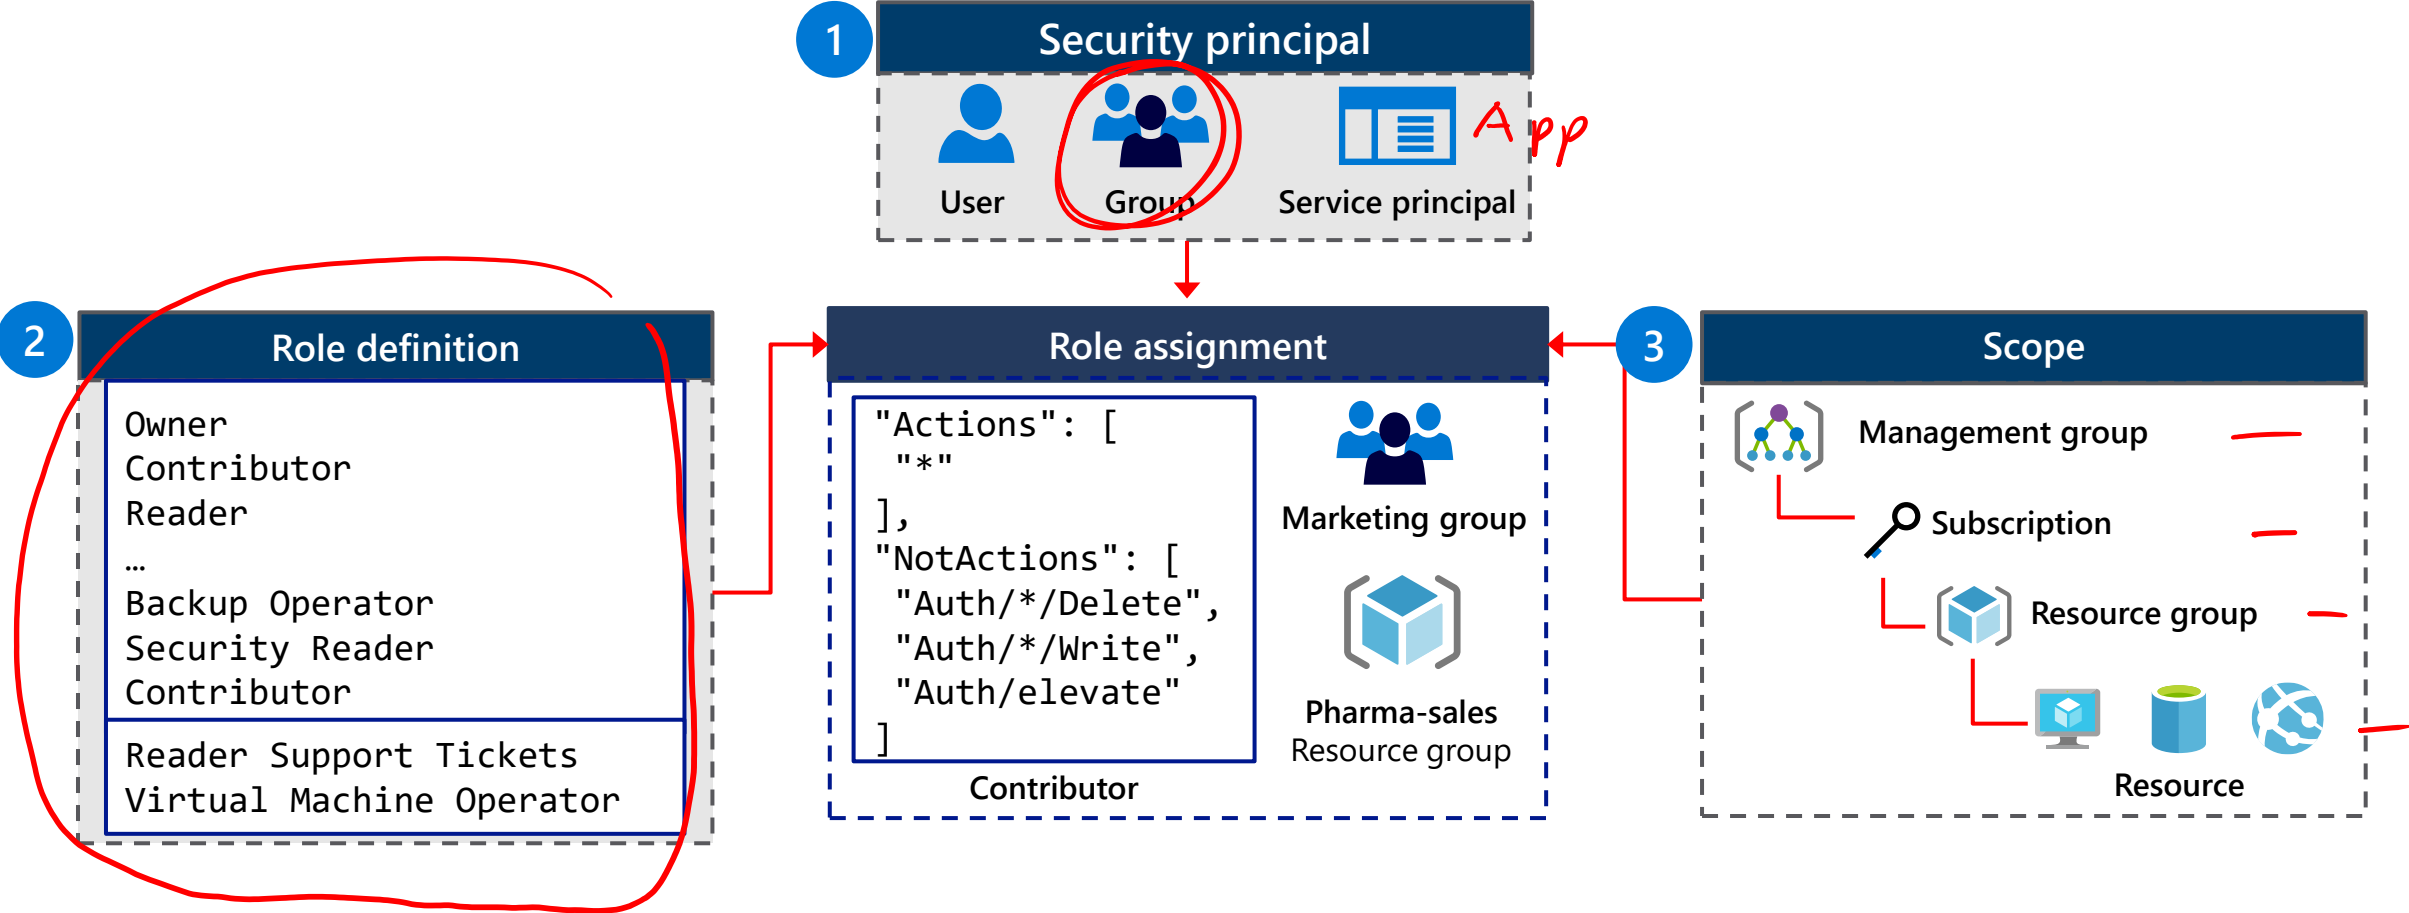 1
Security principal
App
User
Group
Service principal
2
Role definition
Owner
Contributor
Reader
…
Backup Operator
Security Reader
Contributor
Reader Support Tickets
Virtual Machine Operator
Role assignment
"Actions": [
"*"
],
"NotActions": [
"Auth/*/Delete",
"Auth/*/Write",
"Auth/elevate"
]
Contributor
Marketing group
Pharma-sales
Resource group
3
Scope
Management group
Subscription
Resource group
Resource